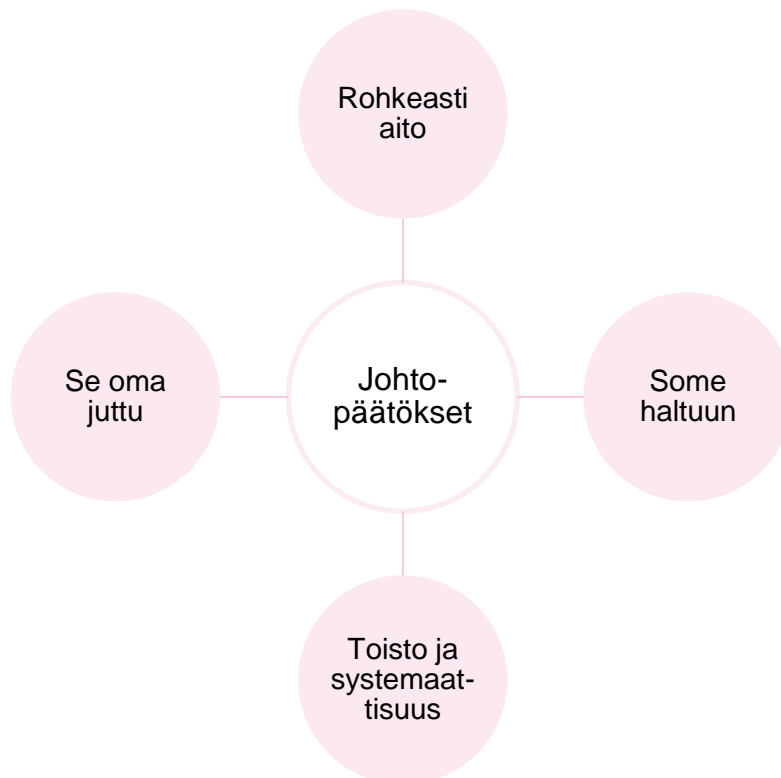 Rohkeasti
aito
Se oma
juttu
Johto-
päätökset
Some
haltuun
Toisto ja
systemaat-
tisuus